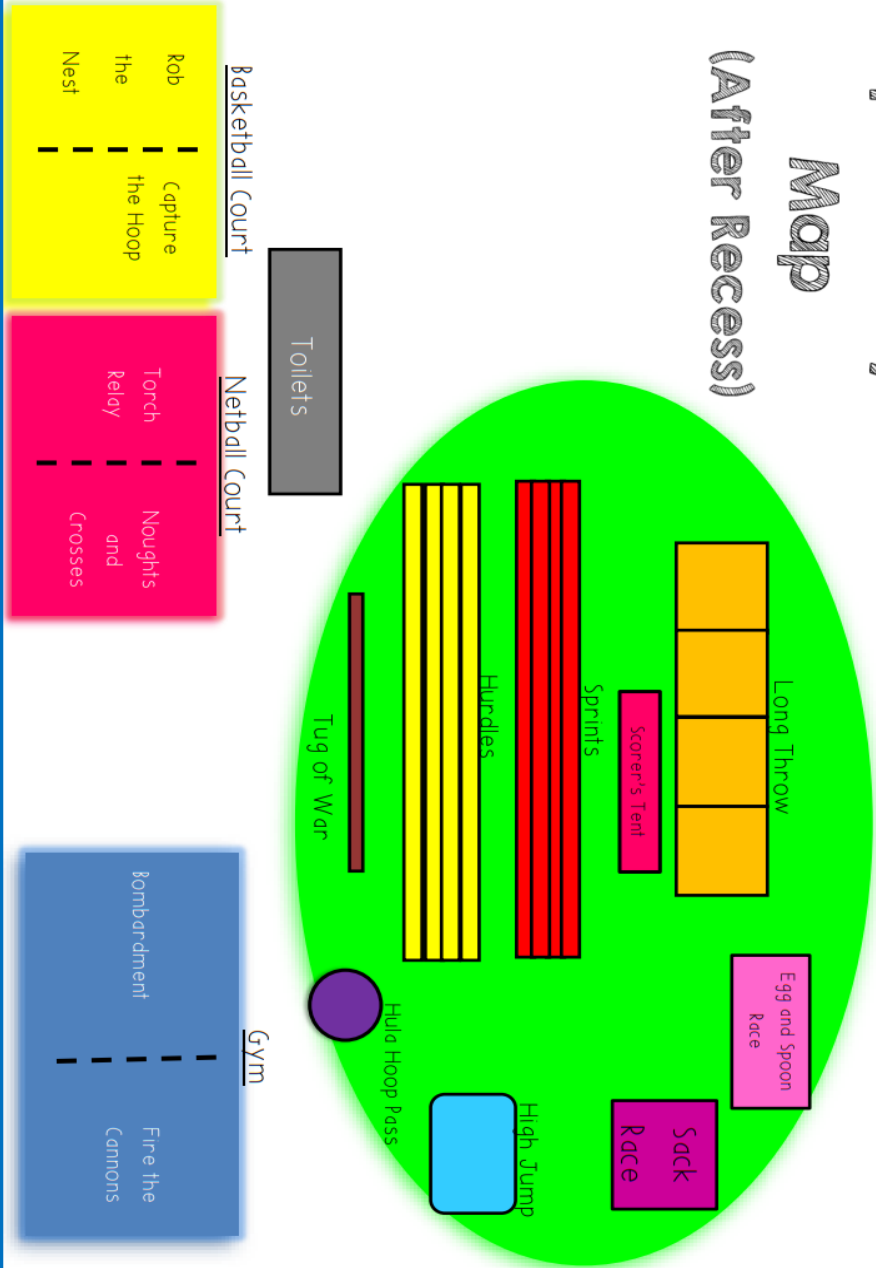 Map
(After Recess)
Long Throw
Egg and Spoon
Race
Scorer's Tent
Sack
Race
Sprints
Hurdles
High Jump
Tug of War
Hula Hoop Pass
Toilets
Basketball Court
Rob
the
Nest
Capture
the Hoop
Netball Court
Torch
Relay
Noughts
and
Crosses
Gym
Bombardment
Fire the
Cannons